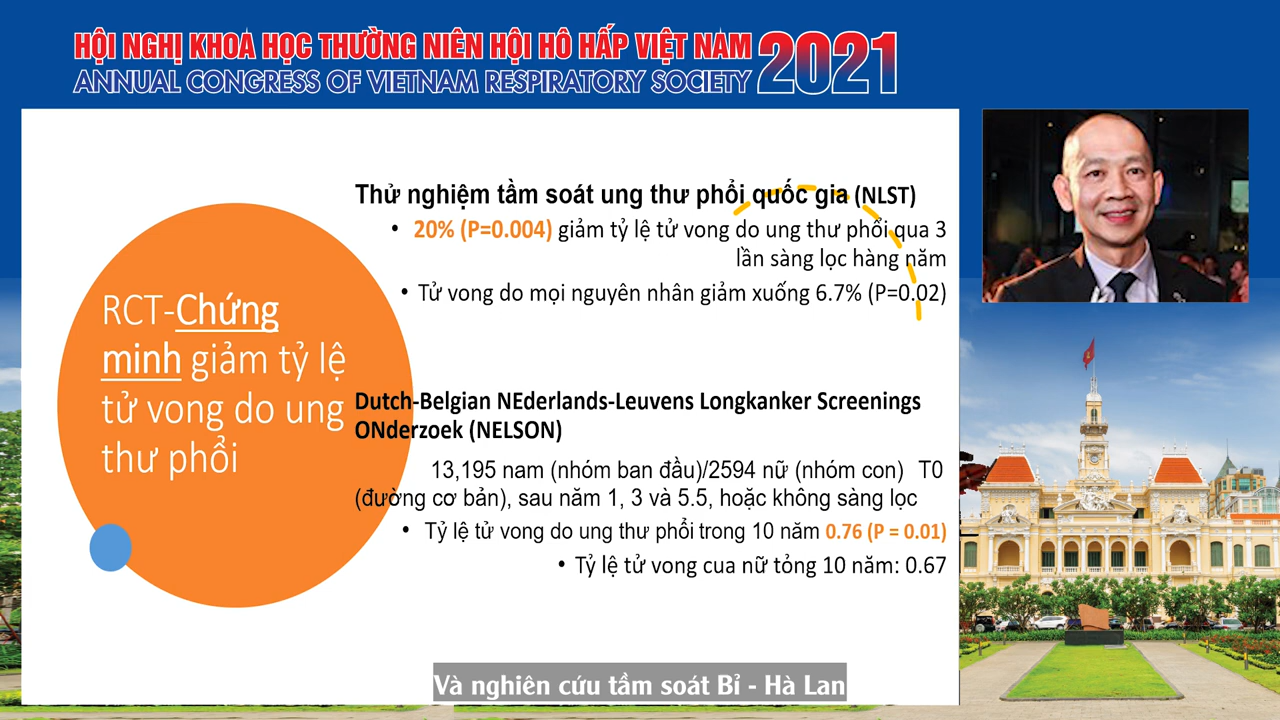 HỘI NGHỊ KHOA HỌC THƯỜNG NIÊN HỘI HÔ HẤP VIỆT NAM 2021
ANNUAL CONGRESS OF VIETNAM RESPIRATORY SOCIETY
RCT-Chứng
minh giảm tỷ lệ
tử vong do ung
thư phổi
Thử nghiệm tầm soát ung thư phổi quốc gia (NLST)
• 20% (P=0.004) giảm tỷ lệ tử vong do ung thư phổi qua 3
lần sàng lọc hàng năm
• Tử vong do mọi nguyên nhân giảm xuống 6.7% (P=0.02)
Dutch-Belgian NEderlands-Leuvens Longkanker Screenings
ONderzoek (NELSON)
13,195 nam (nhóm ban đầu)/2594 nữ (nhóm con) T0
(đường cơ bản), sau năm 1, 3 và 5.5, hoặc không sàng lọc
• Tỷ lệ tử vong do ung thư phổi trong 10 năm 0.76 (P = 0.01)
• Tỷ lệ tử vong cua nữ tỏng 10 năm: 0.67
Và nghiên cứu tầm soát Bỉ - Hà Lan